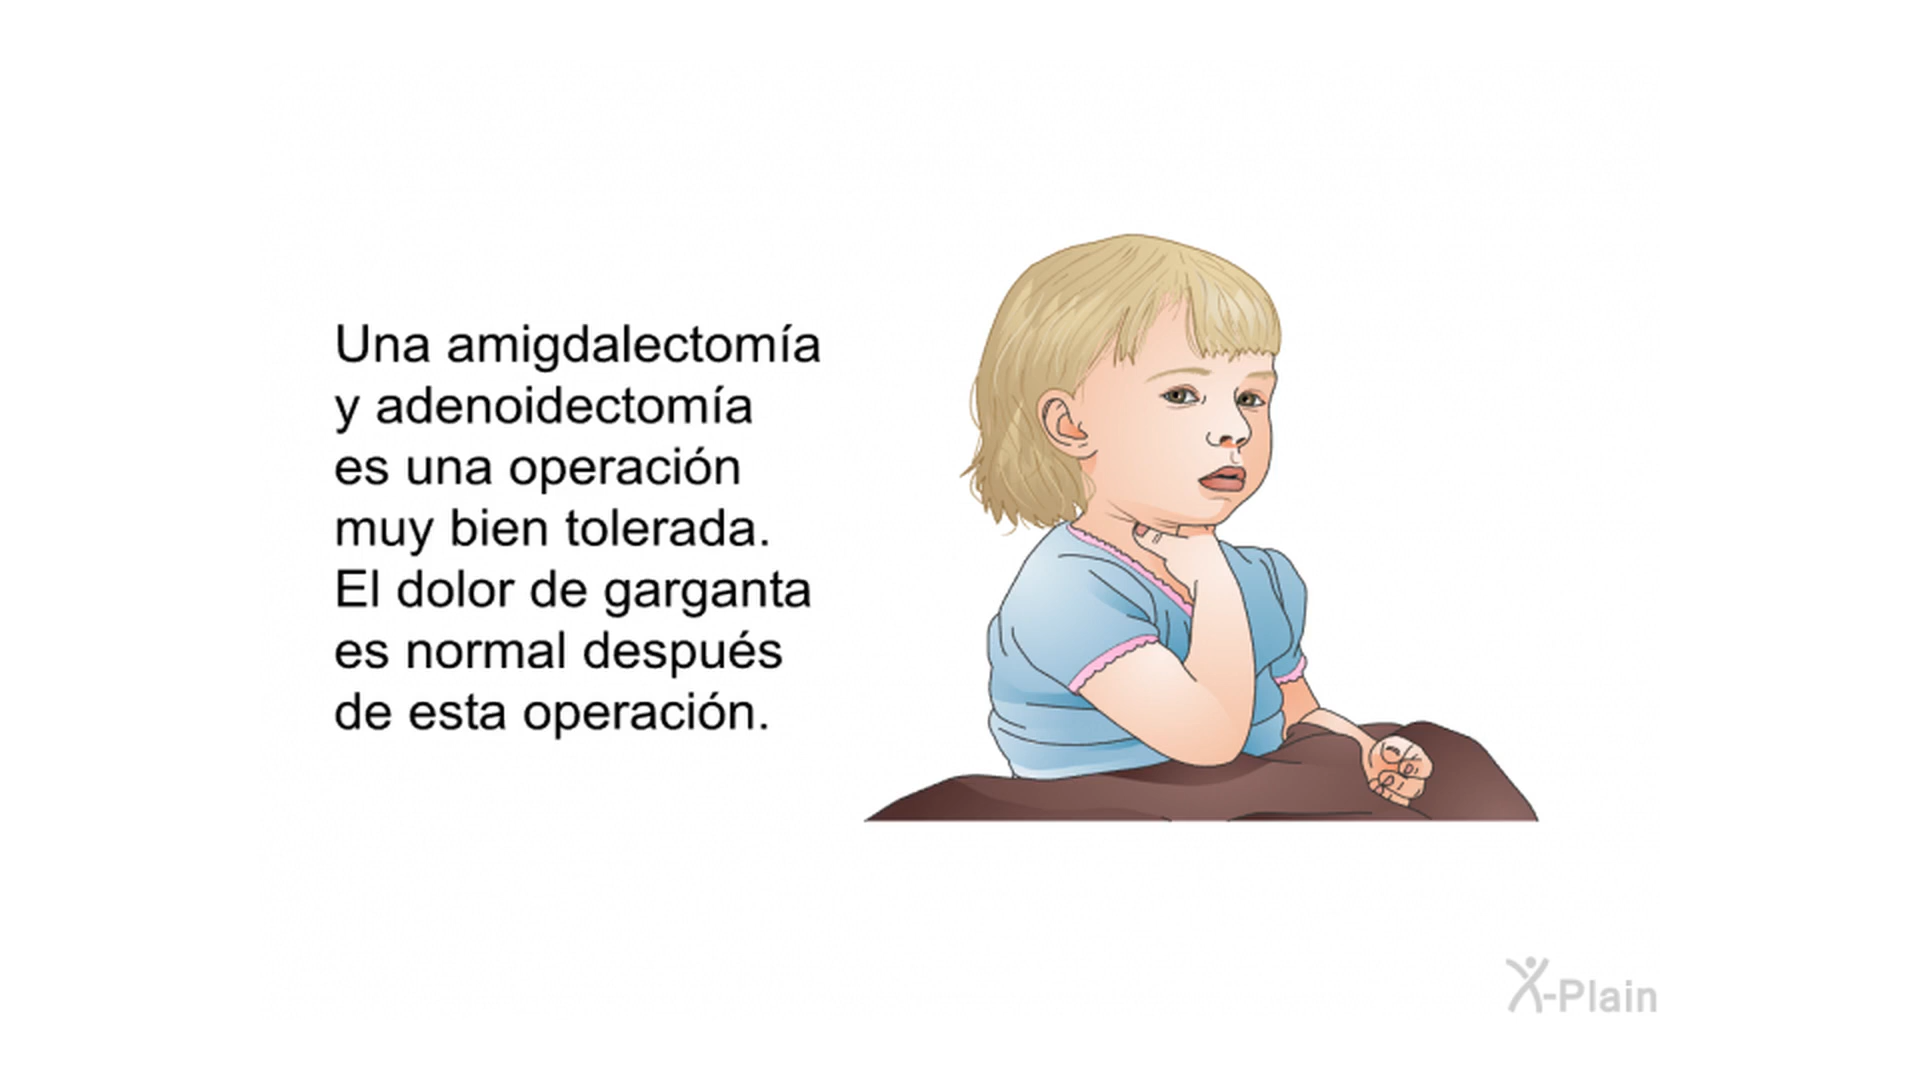 Una amigdalectomía
y adenoidectomía
es una operación
muy bien tolerada.
El dolor de garganta
es normal después
de esta operación.
X-Plain